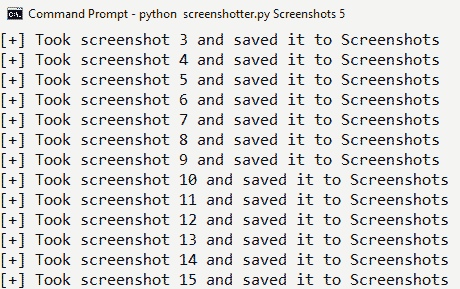 Command Prompt - python  screenshotter.py Screenshots 5
[+] Took screenshot 3 and saved it to Screenshots
[+] Took screenshot 4 and saved it to Screenshots
[+] Took screenshot 5 and saved it to Screenshots
[+] Took screenshot 6 and saved it to Screenshots
[+] Took screenshot 7 and saved it to Screenshots
[+] Took screenshot 8 and saved it to Screenshots
[+] Took screenshot 9 and saved it to Screenshots
[+] Took screenshot 10 and saved it to Screenshots
[+] Took screenshot 11 and saved it to Screenshots
[+] Took screenshot 12 and saved it to Screenshots
[+] Took screenshot 13 and saved it to Screenshots
[+] Took screenshot 14 and saved it to Screenshots
[+] Took screenshot 15 and saved it to Screenshots